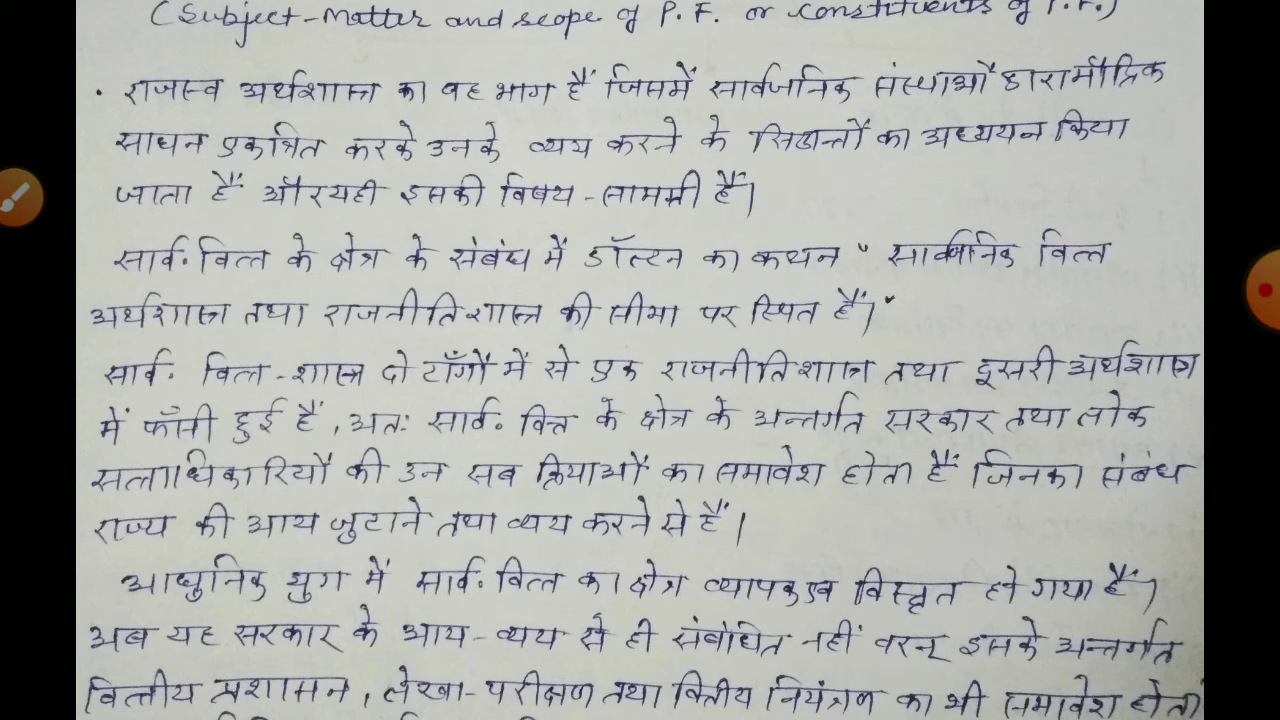 (Subject-Matter and scope of P.F. or constituents of P.F.)
• राजस्व अर्थशास्त्र का वह भाग हैं जिसमें सार्वजनिक संस्थाओं द्वारा मौद्रिक
साधन एकत्रित करके उनके व्यय करने के सिद्धान्तों का अध्ययन किया
जाता हैं और यही इसकी विषय-सामग्री हैं।
सार्व. वित्त के क्षेत्र के संबंध में डॉल्टन का कथन "सार्वजनिक वित्त
अर्थशास्त्र तथा राजनीतिशास्त्र की सीमा पर स्थित हैं।"
सार्व. वित्त-शास्त्र दो टाँगों में से एक राजनीतिशास्त्र तथा दूसरी अर्थशास्त्र
में फँसी हुई हैं, अतः सार्व. वित्त के क्षेत्र के अन्तर्गत सरकार तथा लोक
सत्ताधिकारियों की उन सब क्रियाओं का समावेश होता हैं जिनका संबंध
राज्य की आय जुटाने तथा व्यय करने से हैं।
आधुनिक युग में सार्व. वित्त का क्षेत्र व्यापक एव विस्तृत हो गया हैं।
अब यह सरकार के आय-व्यय से ही संबंधित नहीं वरन् इसके अन्तर्गत
वित्तीय प्रशासन, लेखा-परीक्षण तथा वित्तीय नियंत्रण का भी समावेश होता